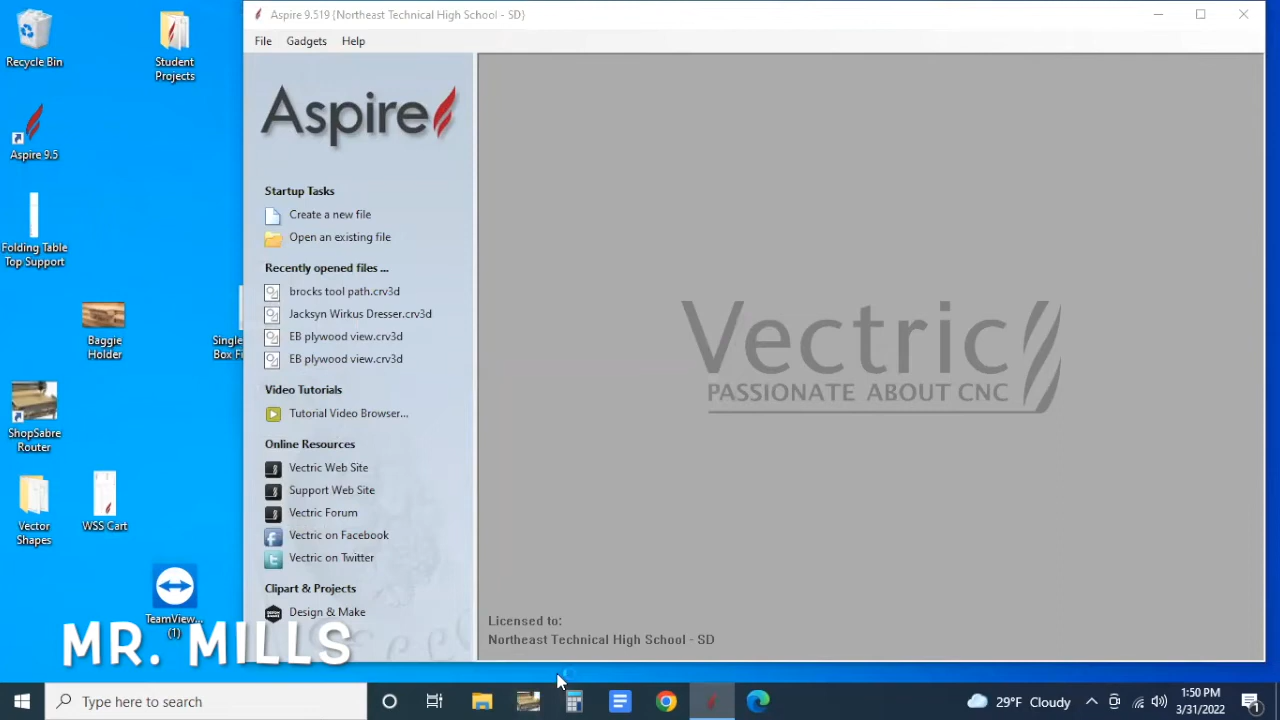 Aspire 9.519 {Northeast Technical High School - SD}
File Gadgets Help
Recycle Bin
Student Projects
Aspire 9.5
Folding Table Top Support
Baggie Holder
Single
Box Fu
ShopSabre Router
Vector Shapes
WSS Cart
TeamView... (1)
Aspire
Startup Tasks
Create a new file
Open an existing file
Recently opened files ...
brocks tool path.crv3d
Jacksyn Wirkus Dresser.crv3d
EB plywood view.crv3d
EB plywood view.crv3d
Video Tutorials
Tutorial Video Browser...
Online Resources
Vectric Web Site
Support Web Site
Vectric Forum
Vectric on Facebook
Vectric on Twitter
Clipart & Projects
Design & Make
Vectric
PASSIONATE ABOUT CNC
Licensed to:
Northeast Technical High School - SD
MR. MILLS
Type here to search
29°F Cloudy
1:50 PM
3/31/2022
1